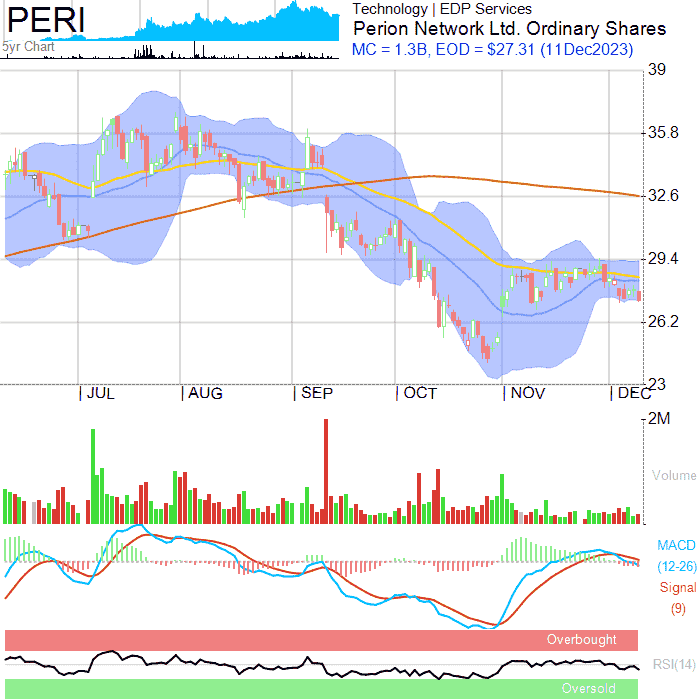 PERI
5yr Chart
Technology | EDP Services
Perion Network Ltd. Ordinary Shares
MC = 1.3B, EOD = $27.31 (11Dec2023)
39
35.8
32.6
29.4
26.2
23
JUL AUG SEP OCT NOV DEC
2M
Volume
MACD
(12-26)
Signal
(9)
Overbought
RSI(14)
Oversold